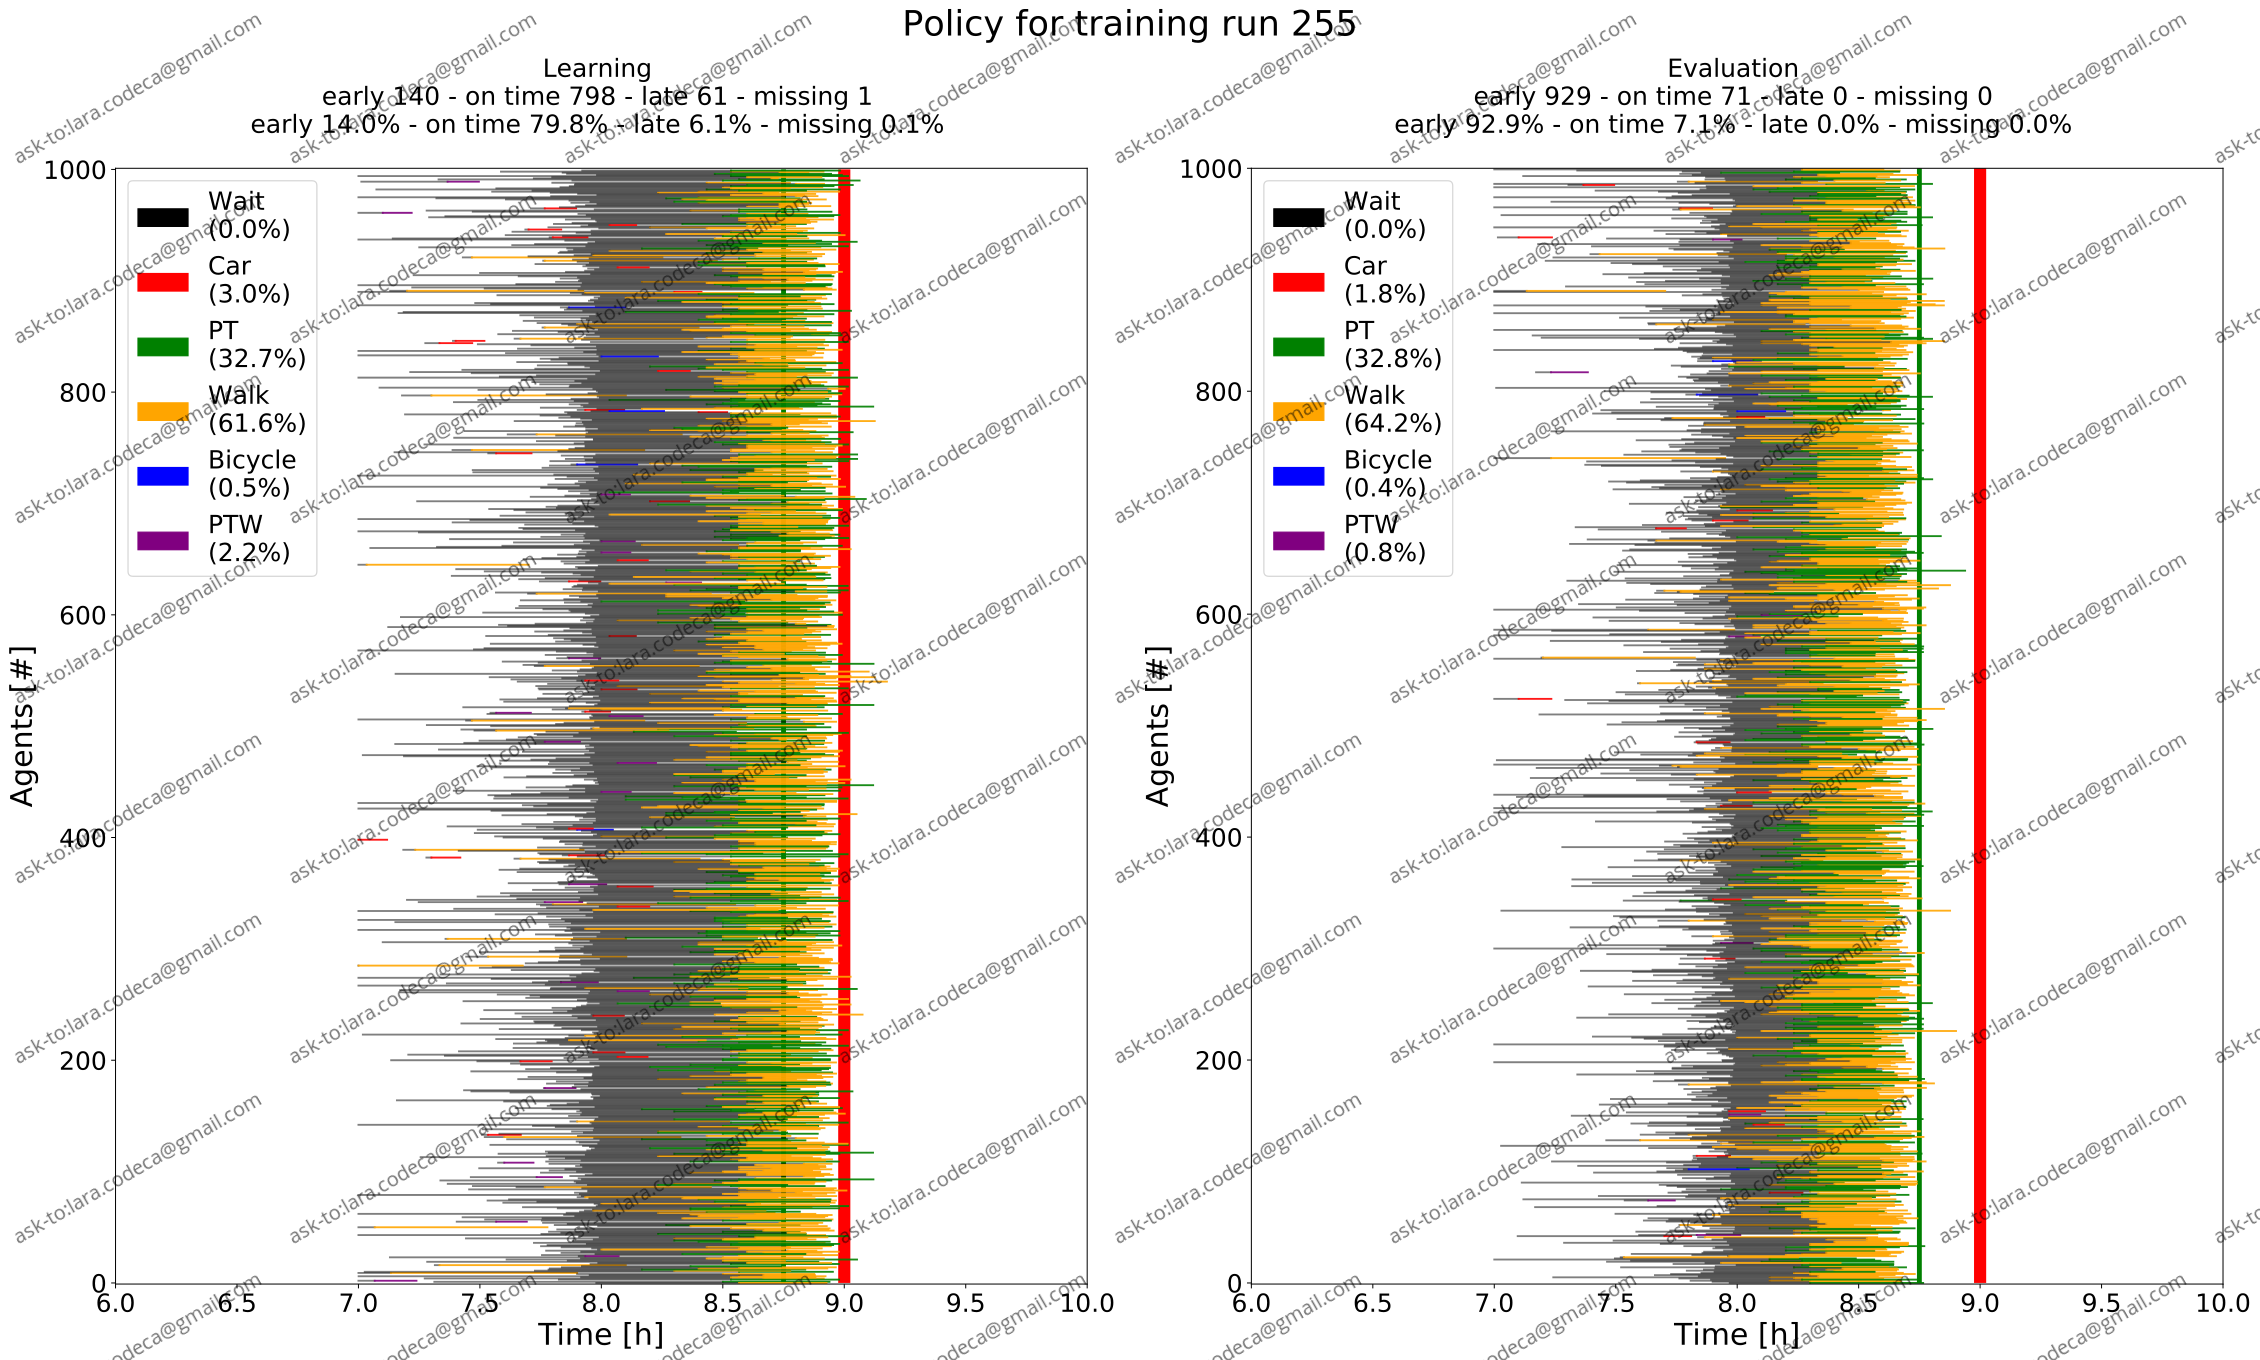 Policy for training run 255
Learning
early 140 - on time 798 - late 61 - missing 1
early 14.0% - on time 79.8% - late 6.1% - missing 0.1%
1000
800
600
400
200
0
Agents [#]
Wait
(0.0%)
Car
(3.0%)
PT
(32.7%)
Walk
(61.6%)
Bicycle
(0.5%)
PTW
(2.2%)
6.0 6.5 7.0 7.5 8.0 8.5 9.0 9.5 10.0
Time [h]
Evaluation
early 929 - on time 71 - late 0 - missing 0
early 92.9% - on time 7.1% - late 0.0% - missing 0.0%
1000
800
600
400
200
0
Agents [#]
Wait
(0.0%)
Car
(1.8%)
PT
(32.8%)
Walk
(64.2%)
Bicycle
(0.4%)
PTW
(0.8%)
6.0 6.5 7.0 7.5 8.0 8.5 9.0 9.5 10.0
Time [h]
ask-to:lara.codeca@gmail.com